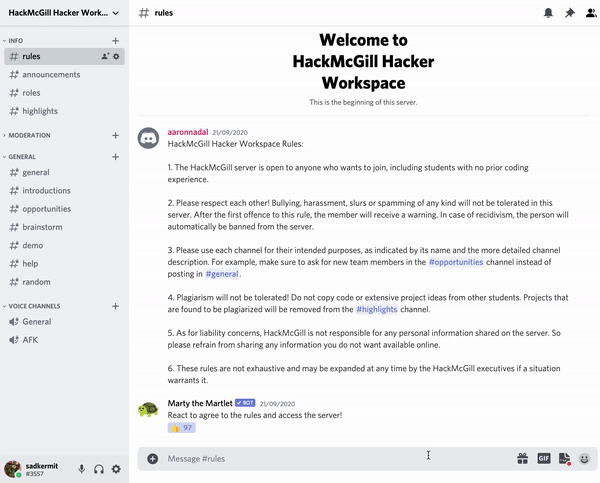 HackMcGill Hacker Work...
INFO
rules
announcements
roles
highlights
MODERATION
GENERAL
general
introductions
opportunities
brainstorm
demo
help
random
VOICE CHANNELS
General
AFK
sadkermit
#3557
rules
Welcome to
HackMcGill Hacker
Workspace
This is the beginning of this server.
aaronnadal 21/09/2020
HackMcGill Hacker Workspace Rules:
1. The HackMcGill server is open to anyone who wants to join, including students with no prior coding
experience.
2. Please respect each other! Bullying, harassment, slurs or spamming of any kind will not be tolerated in this
server. After the first offence to this rule, the member will receive a warning. In case of recidivism, the person will
automatically be banned from the server.
3. Please use each channel for their intended purposes, as indicated by its name and the more detailed channel
description. For example, make sure to ask for new team members in the #opportunities channel instead of
posting in #general.
4. Plagiarism will not be tolerated! Do not copy code or extensive project ideas from other students. Projects
that are found to be plagiarized will be removed from the #highlights channel.
5. As for liability concerns, HackMcGill is not responsible for any personal information shared on the server. So
please refrain from sharing any information you do not want available online.
6. These rules are not exhaustive and may be expanded at any time by the HackMcGill executives if a situation
warrants it.
Marty the Martlet BOT 21/09/2020
React to agree to the rules and access the server!
👍 97
Message #rules
GIF